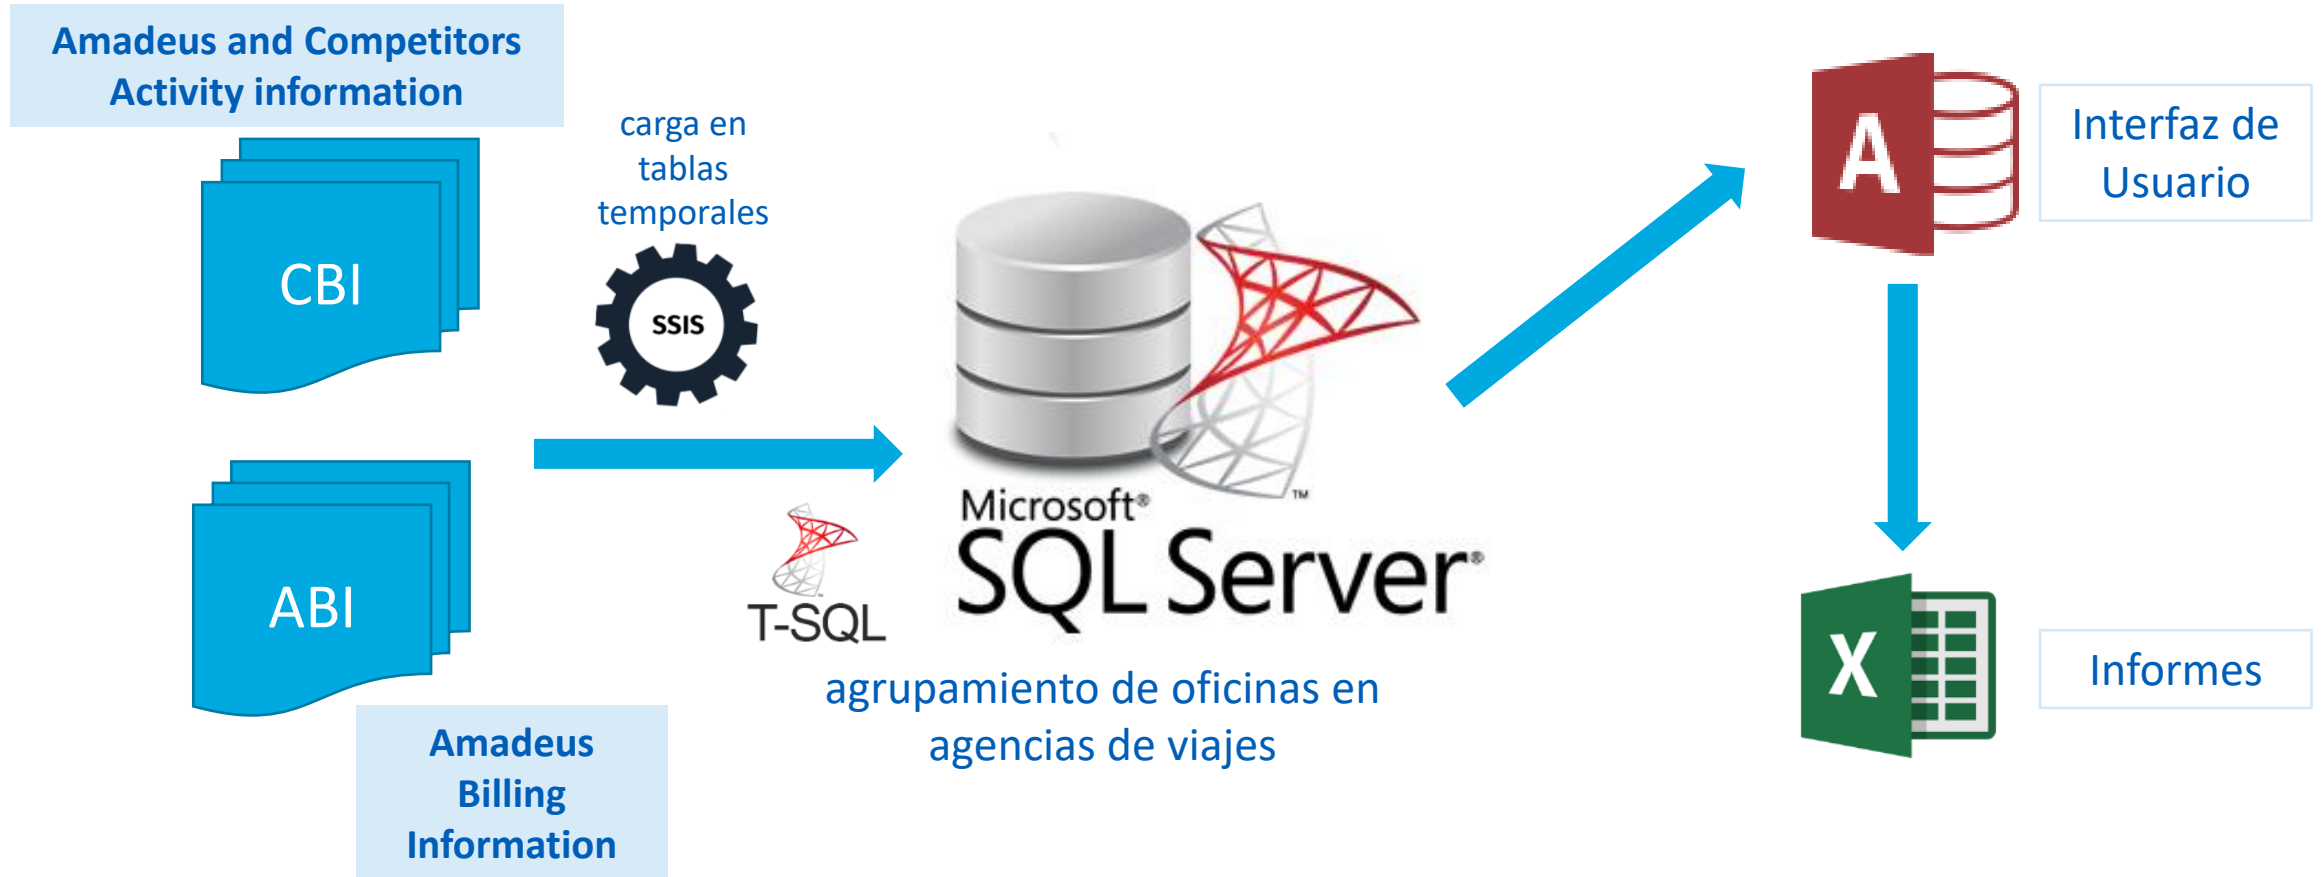 Amadeus and Competitors
Activity information
CBI
ABI
Amadeus
Billing
Information
carga en
tablas
temporales
SSIS
T-SQL
Microsoft®
SQL Server®
TM
agrupamiento de oficinas en
agencias de viajes
A
Interfaz de
Usuario
X
Informes